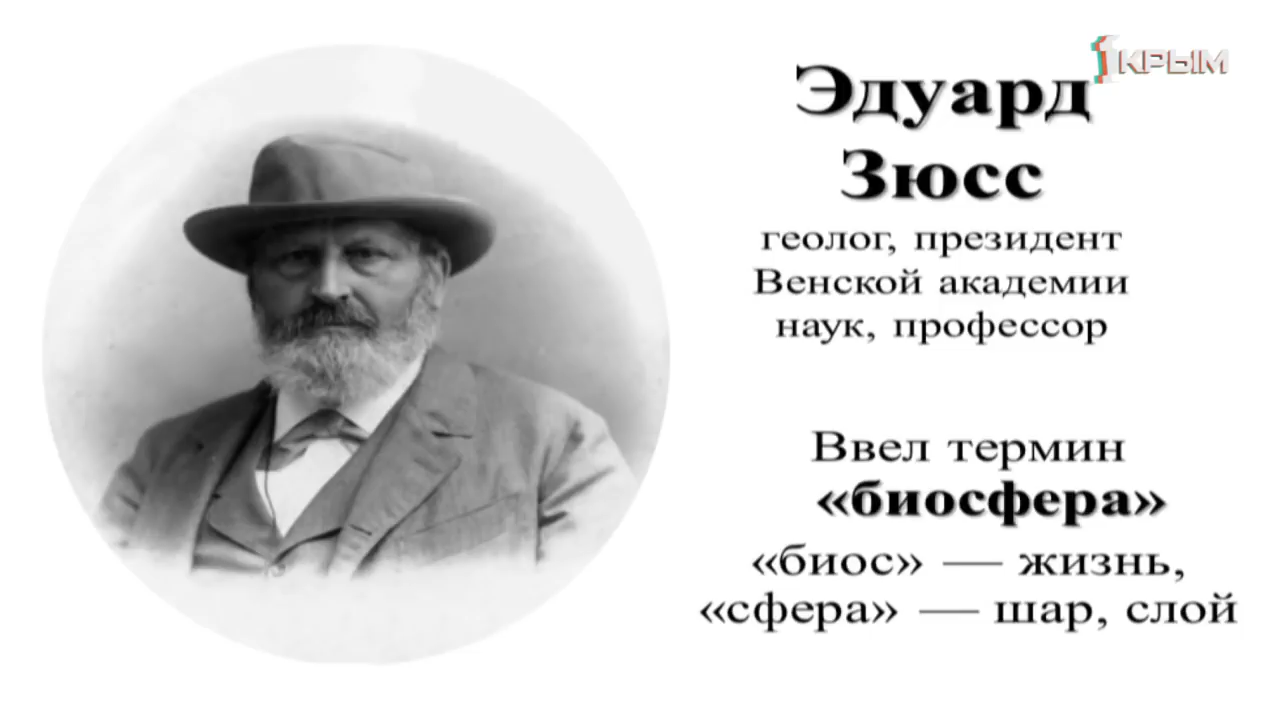 1КРЫМ
Эдуард
Зюсс
геолог, президент
Венской академии
наук, профессор
Ввел термин
«биосфера»
«биос» — жизнь,
«сфера» — шар, слой